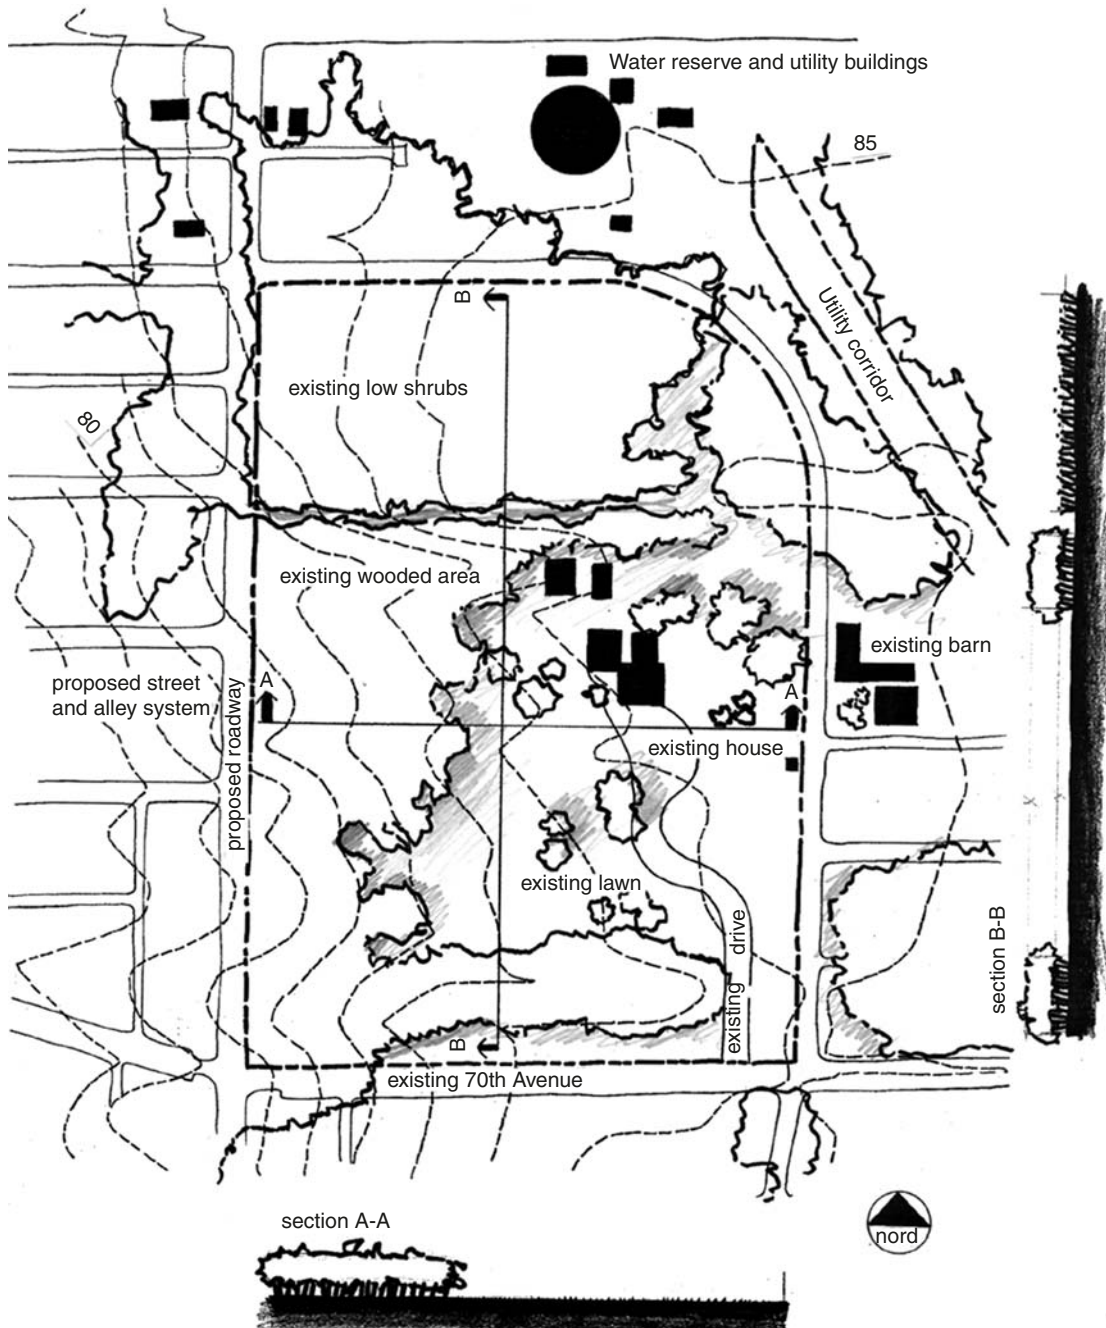 Water reserve and utility buildings
85
Utility corridor
B
existing low shrubs
80
existing wooded area
existing barn
proposed street
and alley system
A
A
proposed roadway
existing house
existing lawn
existing drive
section B-B
B
existing 70th Avenue
section A-A
nord